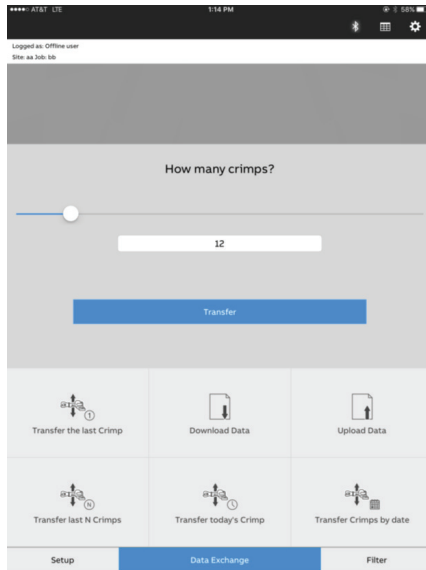 AT&T LTE 1:14 PM 58%
Logged as: Offline user
Site: aa Job: bb
How many crimps?
12
Transfer
1
Transfer the last Crimp Download Data Upload Data
N
Transfer last N Crimps Transfer today's Crimp Transfer Crimps by date
Setup Data Exchange Filter